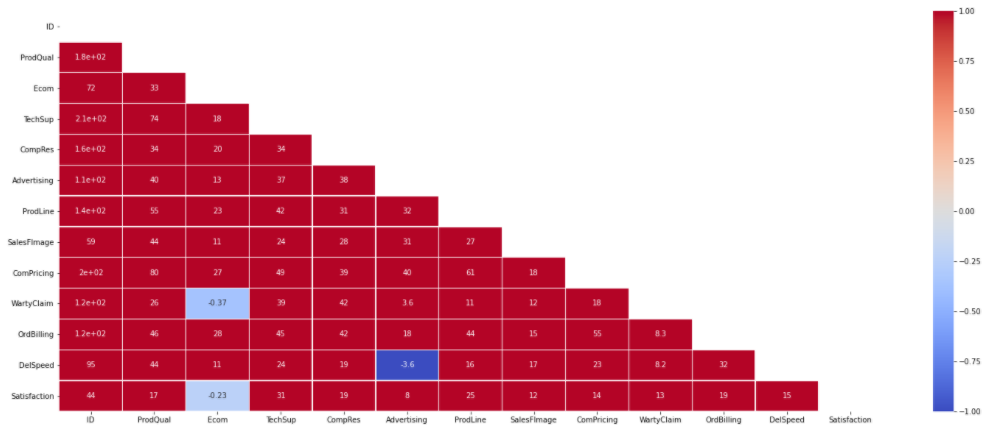 ID
ProdQual 1.8e+02
Ecom 72 33
TechSup 2.1e+02 74 18
CompRes 1.6e+02 34 20 34
Advertising 1.1e+02 40 13 37 38
ProdLine 1.4e+02 55 23 42 31 32
SalesFImage 59 44 11 24 28 31 27
ComPricing 2e+02 80 27 49 39 40 61 18
WartyClaim 1.2e+02 26 -0.37 39 42 3.6 11 12 18
OrdBilling 1.2e+02 46 28 45 42 18 44 15 55 8.3
DelSpeed 95 44 11 24 19 -3.6 16 17 23 8.2 32
Satisfaction 44 17 -0.23 31 19 8 25 12 14 13 19 15
ID ProdQual Ecom TechSup CompRes Advertising ProdLine SalesFImage ComPricing WartyClaim OrdBilling DelSpeed Satisfaction
1.00
0.75
0.50
0.25
0.00
-0.25
-0.50
-0.75
-1.00